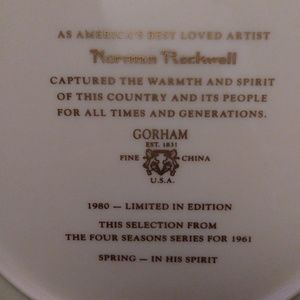 AS AMERICA'S BEST LOVED ARTIST
Norman Rockwell
CAPTURED THE WARMTH AND SPIRIT
OF THIS COUNTRY AND ITS PEOPLE
FOR ALL TIMES AND GENERATIONS.
GORHAM
EST. 1831
FINE CHINA
U.S.A.
1980 — LIMITED IN EDITION
THIS SELECTION FROM
THE FOUR SEASONS SERIES FOR 1961
SPRING — IN HIS SPIRIT